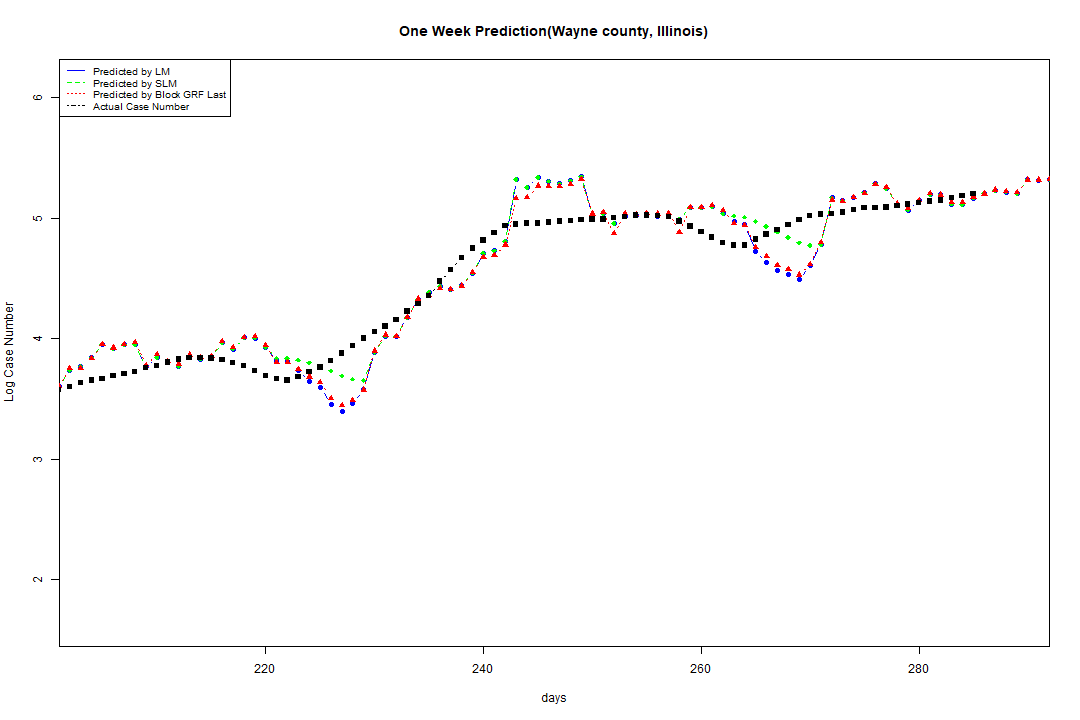 One Week Prediction(Wayne county, Illinois)
Predicted by LM
Predicted by SLM
Predicted by Block GRF Last
Actual Case Number
6
5
4
3
2
Log Case Number
220
240
260
280
days